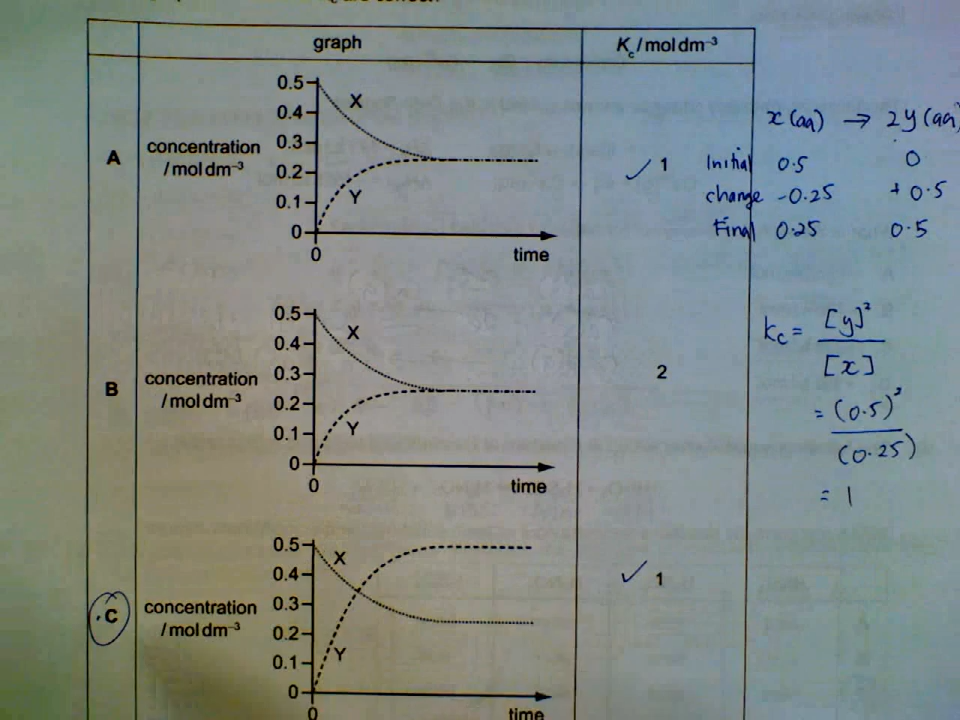 graph
Kc / mol dm–3
A
concentration
/ mol dm–3
0.5
0.4
0.3
0.2
0.1
0
X
Y
0
time
✓ 1
B
concentration
/ mol dm–3
0.5
0.4
0.3
0.2
0.1
0
X
Y
0
time
2
C
concentration
/ mol dm–3
0.5
0.4
0.3
0.2
0.1
0
X
Y
0
time
✓ 1
x (aq) → 2y (aq)
Initial 0.5 0
change -0.25 +0.5
Final 0.25 0.5
Kc = [y]²
[x]
= (0.5)²
(0.25)
= 1